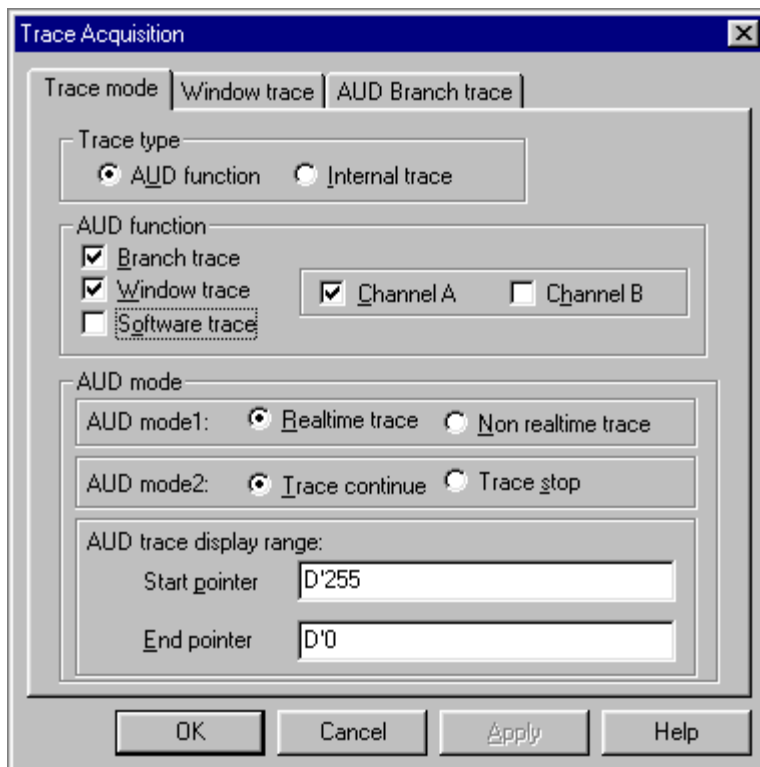 Trace Acquisition
Trace mode Window trace AUD Branch trace
Trace type
AUD function Internal trace
AUD function
Branch trace
Window trace Channel A Channel B
Software trace
AUD mode
AUD mode1: Realtime trace Non realtime trace
AUD mode2: Trace continue Trace stop
AUD trace display range:
Start pointer D'255
End pointer D'0
OK Cancel Apply Help